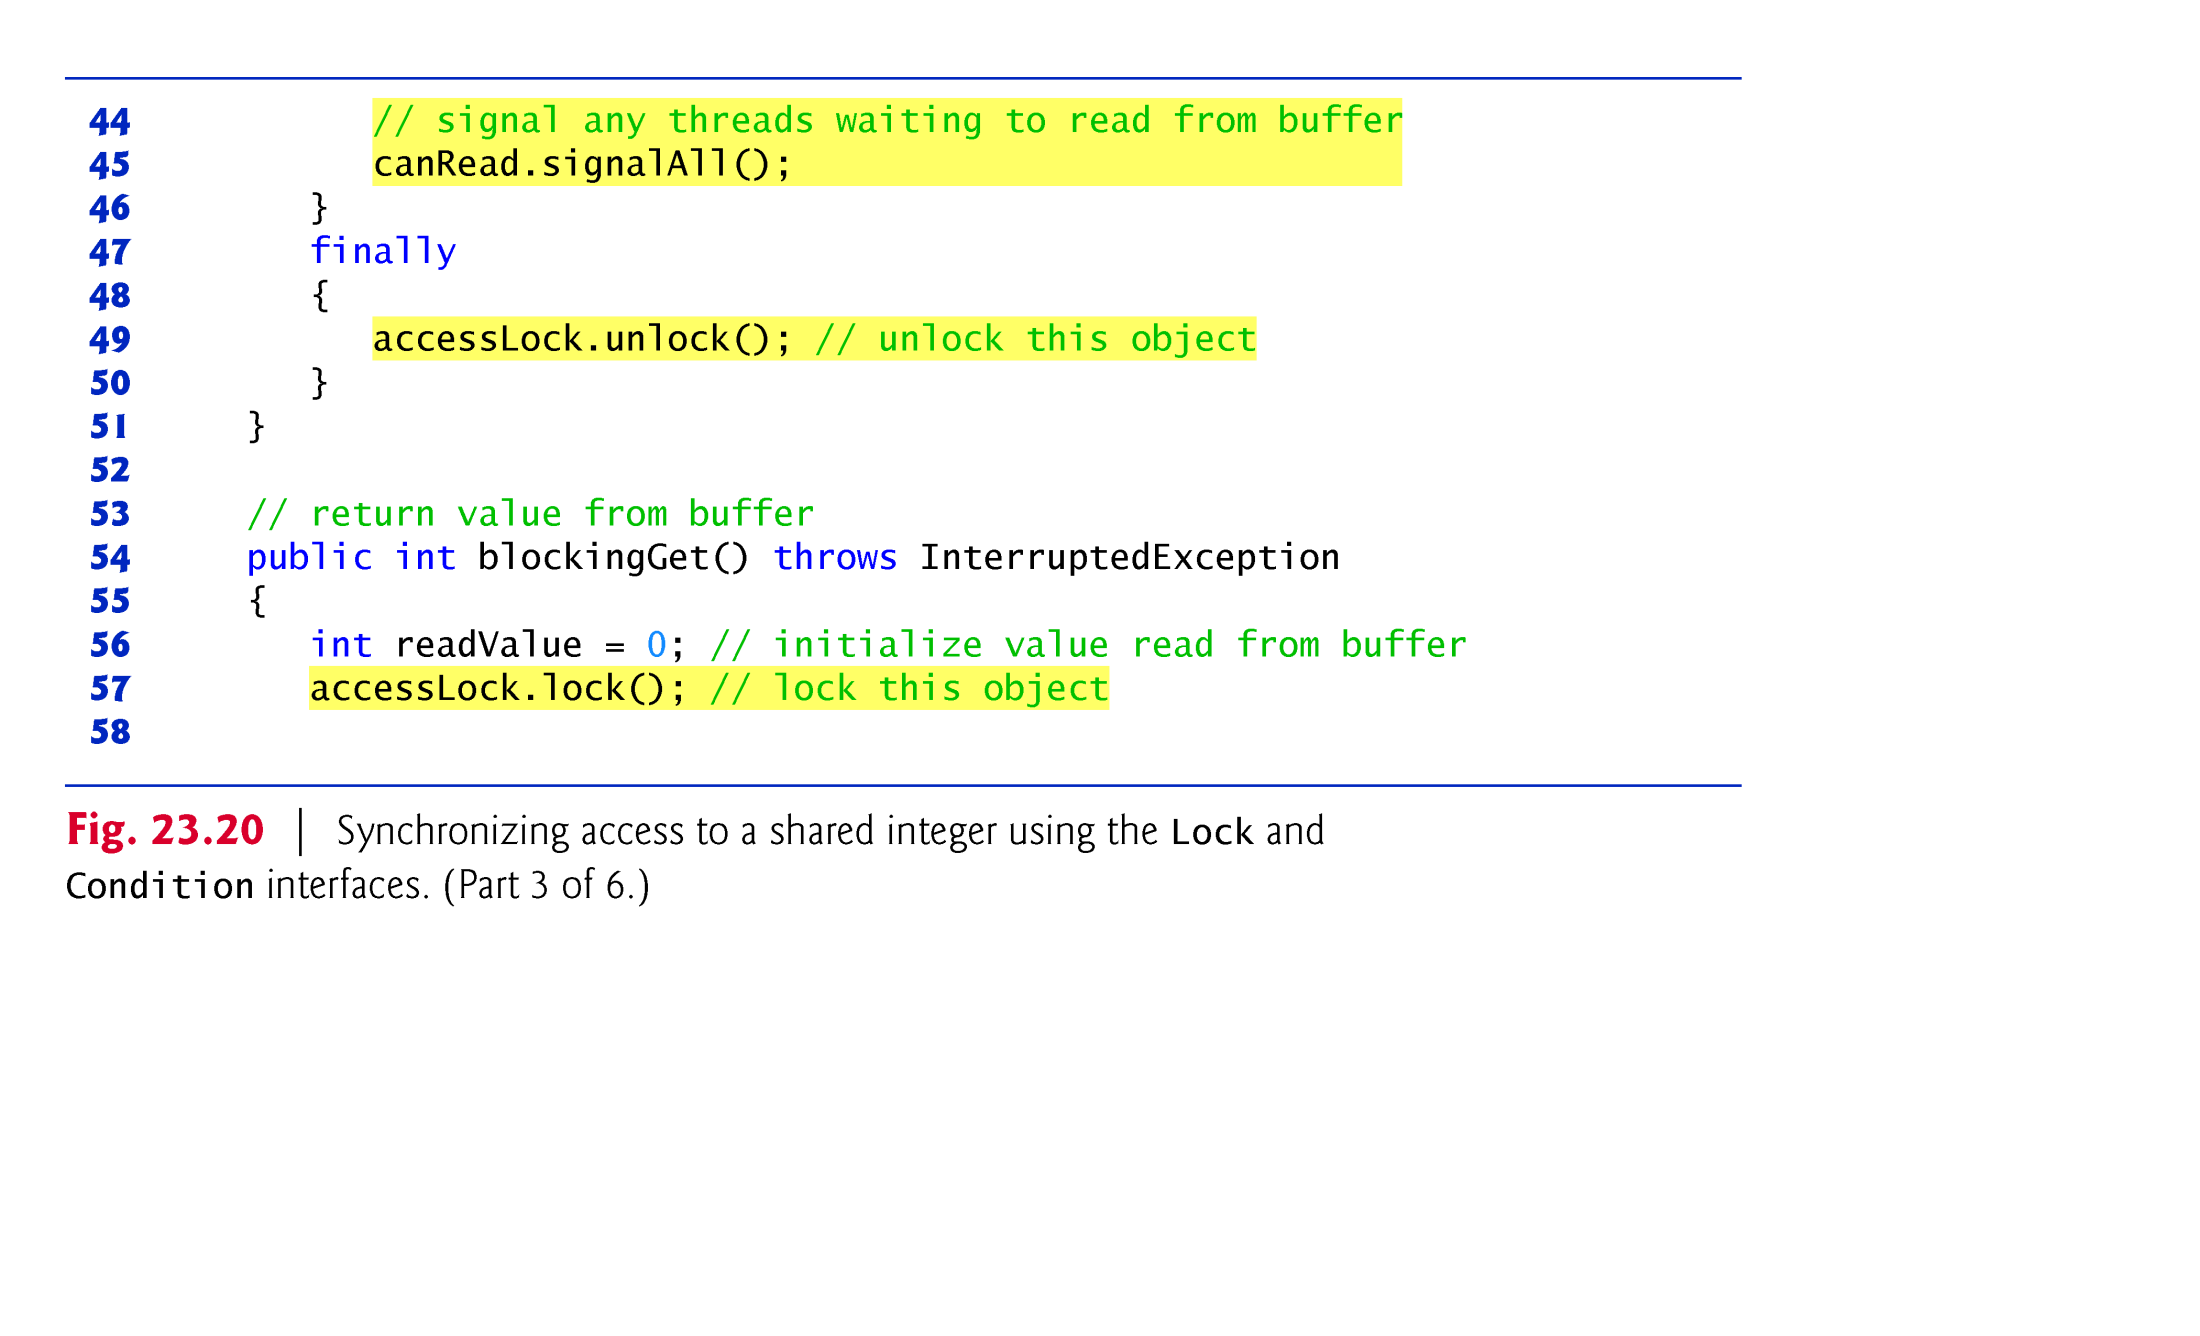 44 // signal any threads waiting to read from buffer
45 canRead.signalAll();
46 }
47 finally
48 {
49 accessLock.unlock(); // unlock this object
50 }
51 }
52
53 // return value from buffer
54 public int blockingGet() throws InterruptedException
55 {
56 int readValue = 0; // initialize value read from buffer
57 accessLock.lock(); // lock this object
58
Fig. 23.20 | Synchronizing access to a shared integer using the Lock and
Condition interfaces. (Part 3 of 6.)